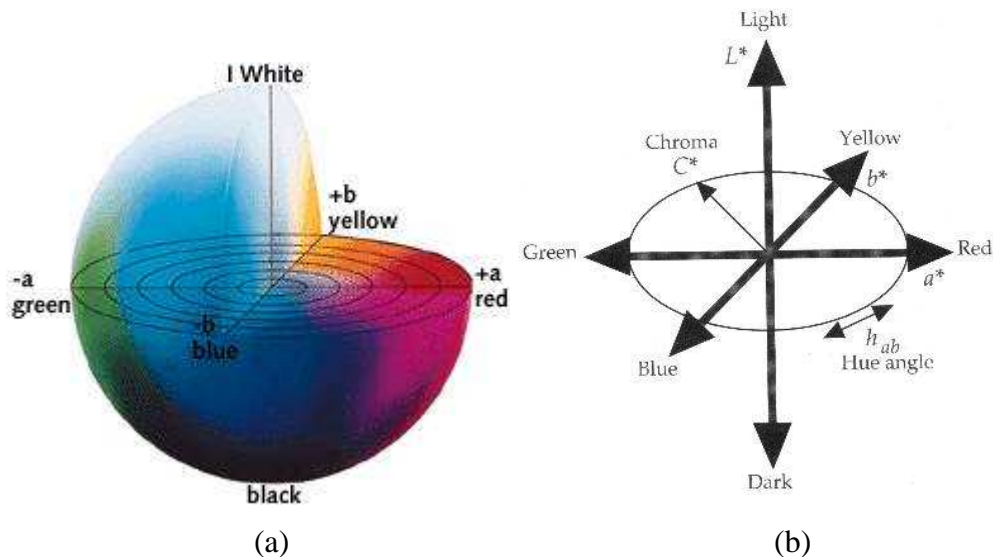 l White
+b
yellow
-a
green
+a
red
-b
blue
black
(a)
Light
L*
Chroma
C*
Yellow
b*
Green
Red
a*
Blue
h ab
Hue angle
Dark
(b)